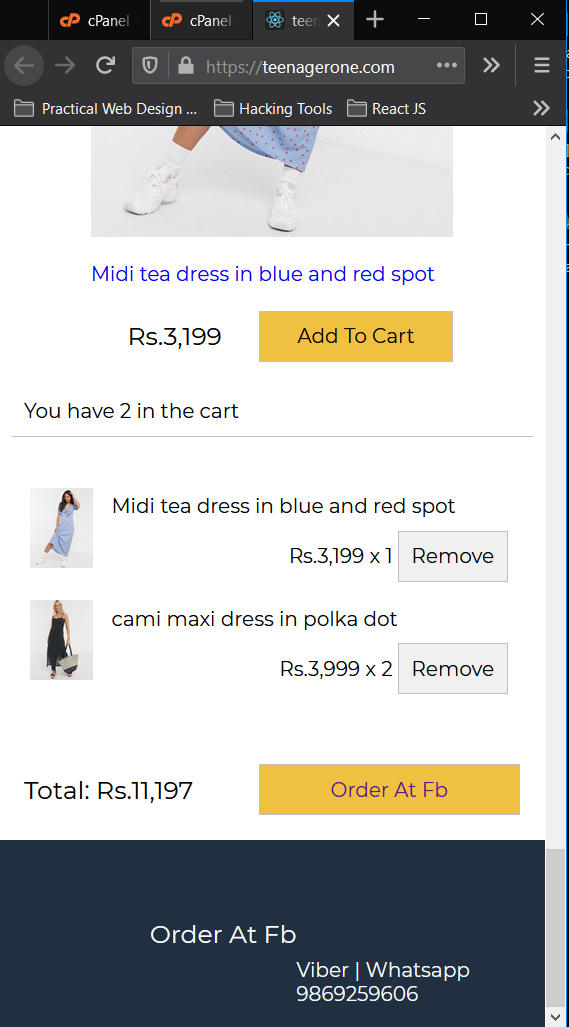 cPanel
cPanel
teen
https://teenagerone.com
Practical Web Design ...
Hacking Tools
React JS
Midi tea dress in blue and red spot
Rs.3,199
Add To Cart
You have 2 in the cart
Midi tea dress in blue and red spot
Rs.3,199 x 1
Remove
cami maxi dress in polka dot
Rs.3,999 x 2
Remove
Total: Rs.11,197
Order At Fb
Order At Fb
Viber | Whatsapp
9869259606